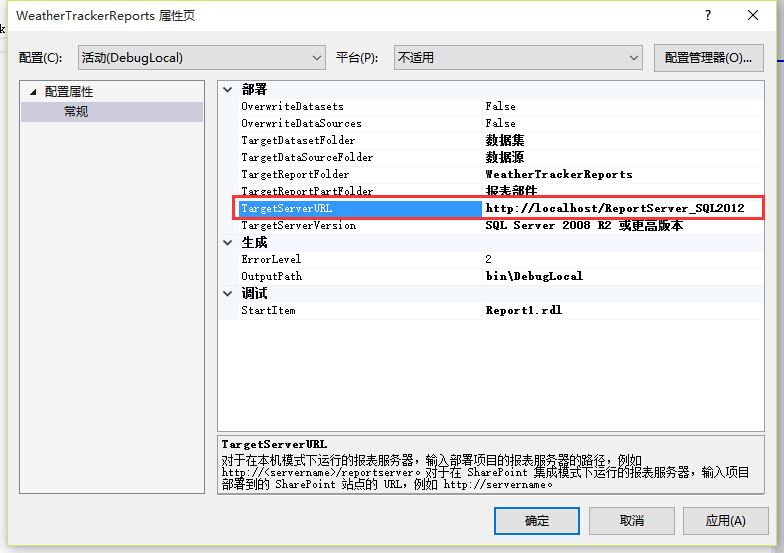 WeatherTrackerReports 属性页
配置(C): 活动(DebugLocal) 平台(P): 不适用 配置管理器(O)...
配置属性
常规
部署
OverwriteDatasets False
OverwriteDataSources False
TargetDatasetFolder 数据集
TargetDataSourceFolder 数据源
TargetReportFolder WeatherTrackerReports
TargetReportPartFolder 报表部件
TargetServerURL http://localhost/ReportServer_SQL2012
TargetServerVersion SQL Server 2008 R2 或更高版本
生成
ErrorLevel 2
OutputPath bin\DebugLocal
调试
StartItem Report1.rdl
TargetServerURL
对于在本机模式下运行的报表服务器，输入部署项目的报表服务器的路径，例如
http://<servername>/reportserver。对于在 SharePoint 集成模式下运行的报表服务器，输入项目
部署到的 SharePoint 站点的 URL，例如 http://servername。
确定 取消 应用(A)